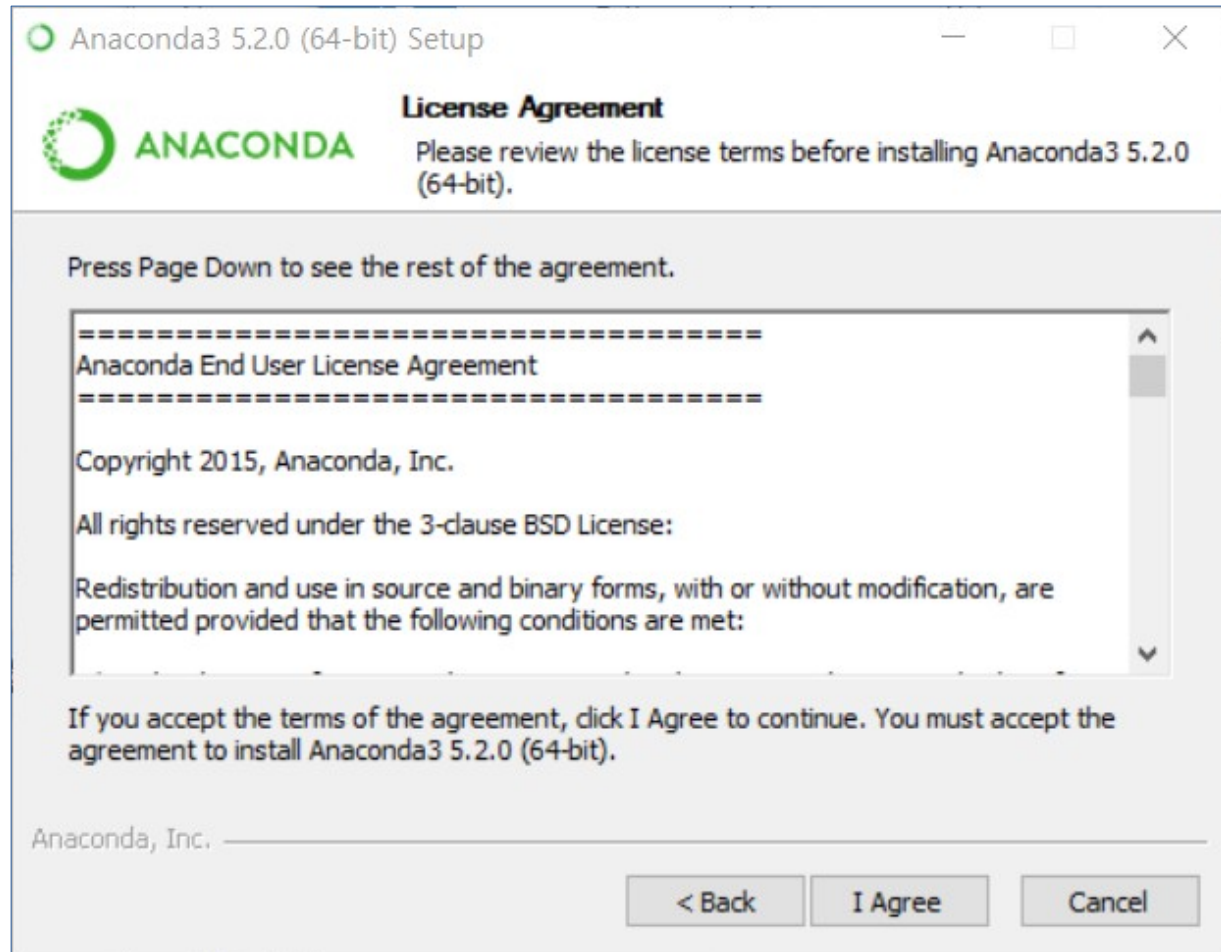 Anaconda3 5.2.0 (64-bit) Setup
ANACONDA
License Agreement
Please review the license terms before installing Anaconda3 5.2.0
(64-bit).
Press Page Down to see the rest of the agreement.
===================================
Anaconda End User License Agreement
===================================
Copyright 2015, Anaconda, Inc.
All rights reserved under the 3-clause BSD License:
Redistribution and use in source and binary forms, with or without modification, are
permitted provided that the following conditions are met:
If you accept the terms of the agreement, click I Agree to continue. You must accept the
agreement to install Anaconda3 5.2.0 (64-bit).
Anaconda, Inc.
< Back
I Agree
Cancel